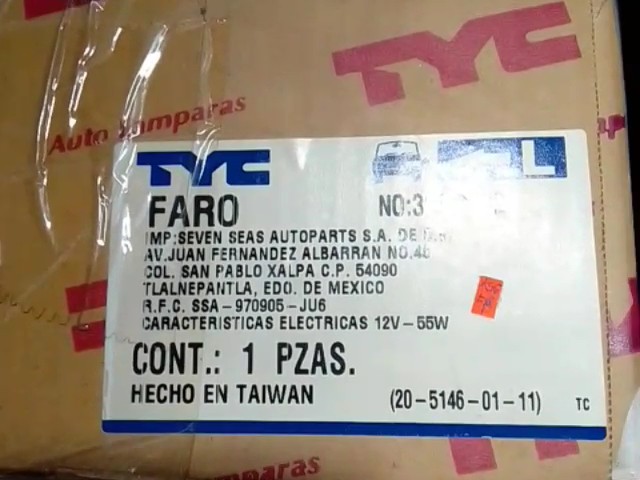 TYC
Auto Lamparas
TYC
L
FARO
NO:3
IMP:SEVEN SEAS AUTOPARTS S.A. DE
AV.JUAN FERNANDEZ ALBARRAN NO.
COL. SAN PABLO XALPA C.P. 54090
TLALNEPANTLA, EDO. DE MEXICO
R.F.C. SSA-970905-JU6
CARACTERISTICAS ELECTRICAS 12V-55W
CONT.: 1 PZAS.
HECHO EN TAIWAN
(20-5146-01-11)
TC
mparas